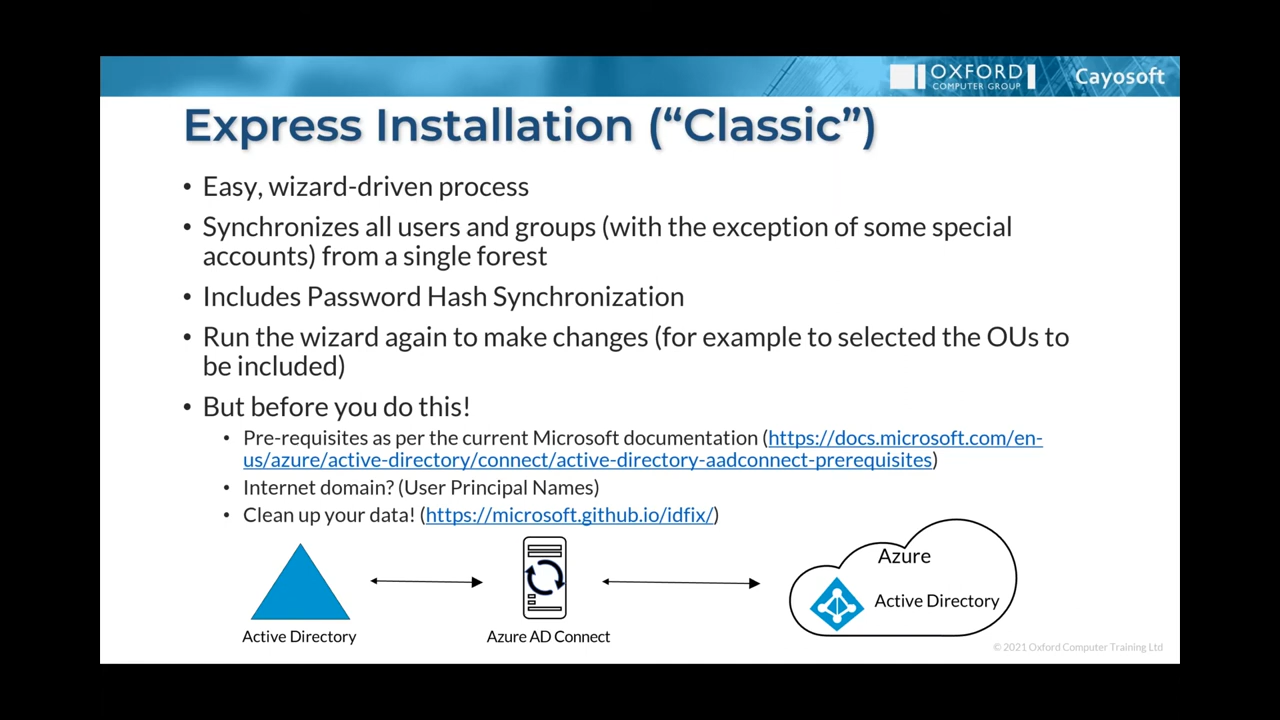 OXFORD
COMPUTER GROUP
Cayosoft
Express Installation (“Classic”)
• Easy, wizard-driven process
• Synchronizes all users and groups (with the exception of some special
accounts) from a single forest
• Includes Password Hash Synchronization
• Run the wizard again to make changes (for example to selected the OUs to
be included)
• But before you do this!
• Pre-requisites as per the current Microsoft documentation (https://docs.microsoft.com/en-
us/azure/active-directory/connect/active-directory-aadconnect-prerequisites)
• Internet domain? (User Principal Names)
• Clean up your data! (https://microsoft.github.io/idfix/)
Azure
Active Directory
Active Directory
Azure AD Connect
© 2021 Oxford Computer Training Ltd